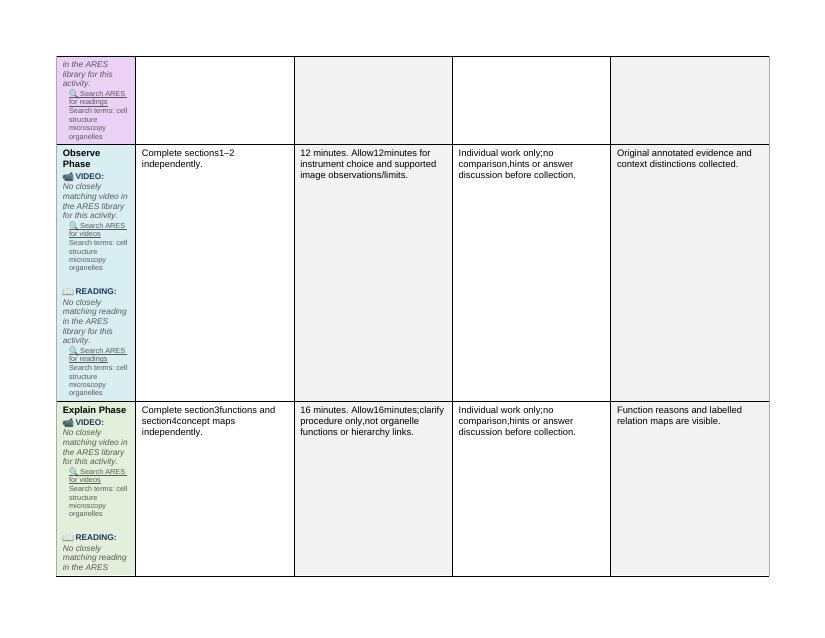 in the ARES
library for this
activity.
🔍 Search ARES
for readings
Search terms: cell
structure
microscopy
organelles
Observe
Phase
📹 VIDEO:
No closely
matching video in
the ARES library
for this activity.
🔍 Search ARES
for videos
Search terms: cell
structure
microscopy
organelles
📖 READING:
No closely
matching reading
in the ARES
library for this
activity.
🔍 Search ARES
for readings
Search terms: cell
structure
microscopy
organelles
Complete sections1–2
independently.
12 minutes. Allow12minutes for
instrument choice and supported
image observations/limits.
Individual work only;no
comparison,hints or answer
discussion before collection.
Original annotated evidence and
context distinctions collected.
Explain Phase
📹 VIDEO:
No closely
matching video in
the ARES library
for this activity.
🔍 Search ARES
for videos
Search terms: cell
structure
microscopy
organelles
📖 READING:
No closely
matching reading
in the ARES
Complete section3functions and
section4concept maps
independently.
16 minutes. Allow16minutes;clarify
procedure only,not organelle
functions or hierarchy links.
Individual work only;no
comparison,hints or answer
discussion before collection.
Function reasons and labelled
relation maps are visible.